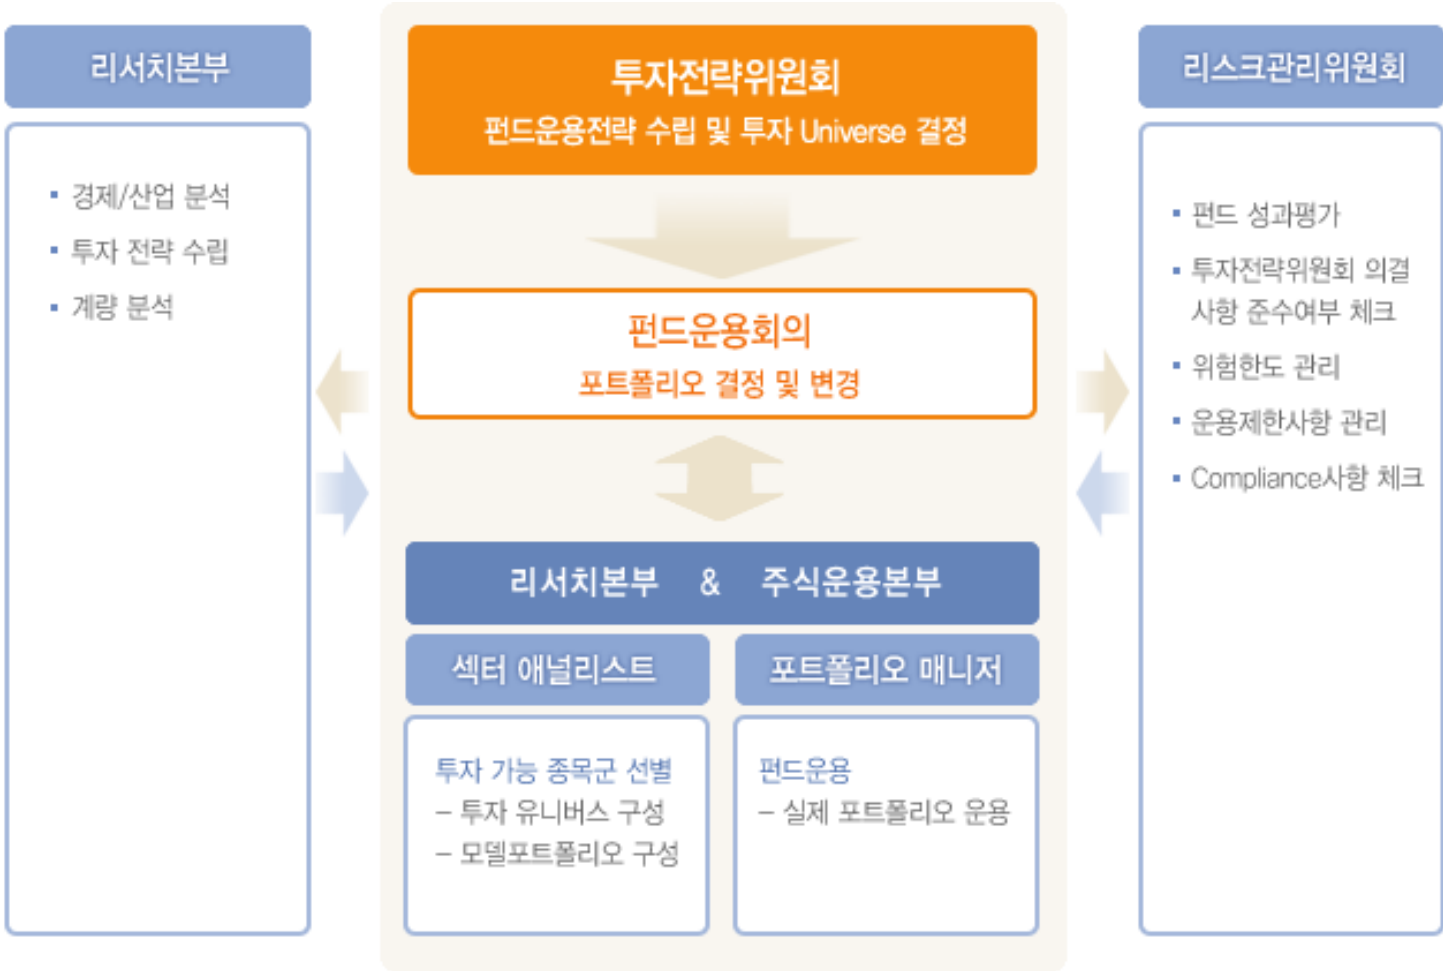 리서치본부
• 경제/산업 분석
• 투자 전략 수립
• 계량 분석
투자전략위원회
펀드운용전략 수립 및 투자 Universe 결정
펀드운용회의
포트폴리오 결정 및 변경
리서치본부 & 주식운용본부
섹터 애널리스트
투자 가능 종목군 선별
– 투자 유니버스 구성
– 모델포트폴리오 구성
포트폴리오 매니저
펀드운용
– 실제 포트폴리오 운용
리스크관리위원회
• 펀드 성과평가
• 투자전략위원회 의결
사항 준수여부 체크
• 위험한도 관리
• 운용제한사항 관리
• Compliance사항 체크